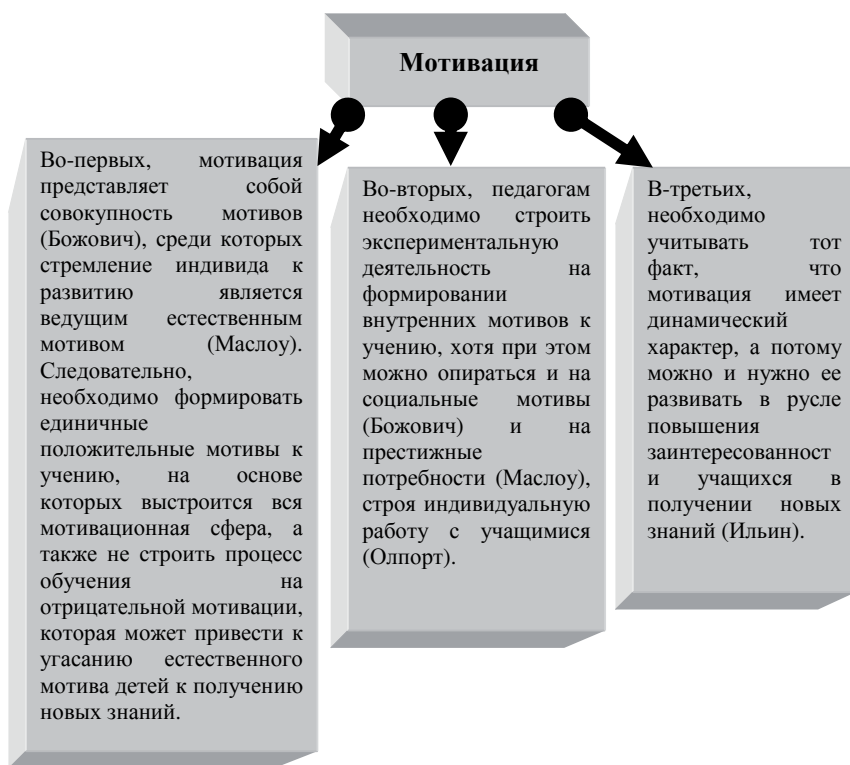 Мотивация
Во-первых, мотивация
представляет собой
совокупность мотивов
(Божович), среди которых
стремление индивида к
развитию является
ведущим естественным
мотивом (Маслоу).
Следовательно,
необходимо формировать
единичные
положительные мотивы к
учению, на основе
которых выстроится вся
мотивационная сфера, а
также не строить процесс
обучения на
отрицательной мотивации,
которая может привести к
угасанию естественного
мотива детей к получению
новых знаний.
Во-вторых, педагогам
необходимо строить
экспериментальную
деятельность на
формировании
внутренних мотивов к
учению, хотя при этом
можно опираться и на
социальные мотивы
(Божович) и на
престижные
потребности (Маслоу),
строя индивидуальную
работу с учащимися
(Олпорт).
В-третьих,
необходимо
учитывать тот
факт, что
мотивация имеет
динамический
характер, а потому
можно и нужно ее
развивать в русле
повышения
заинтересованност
и учащихся в
получении новых
знаний (Ильин).